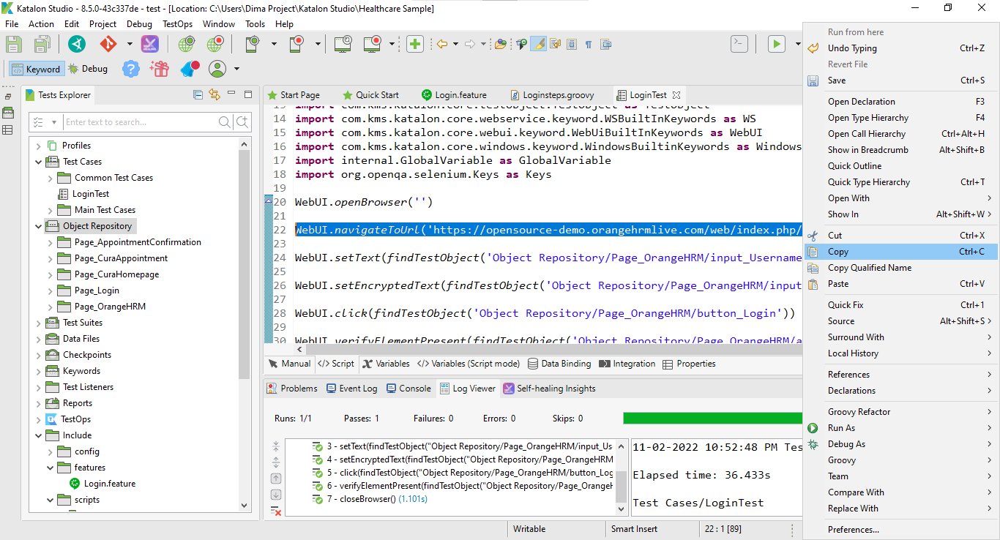 Katalon Studio - 8.5.0-43c337de - test - [Location: C:\Users\Dima Project\Katalon Studio\Healthcare Sample]
File Action Edit Project Debug TestOps Window Tools Help
Keyword Debug
Tests Explorer
Enter text to search...
Profiles
Test Cases
Common Test Cases
LoginTest
Main Test Cases
Object Repository
Page_AppointmentConfirmation
Page_CuraAppointment
Page_CuraHomepage
Page_Login
Page_OrangeHRM
Test Suites
Data Files
Checkpoints
Keywords
Test Listeners
Reports
TestOps
Include
config
features
Login.feature
scripts
Start Page Quick Start Login.feature Loginsteps.groovy LoginTest
13 import com.kms.katalon.core.testobject.TestObject as TestObject
14 import com.kms.katalon.core.webservice.keyword.WSBuiltInKeywords as WS
15 import com.kms.katalon.core.webui.keyword.WebUiBuiltInKeywords as WebUI
16 import com.kms.katalon.core.windows.keyword.WindowsBuiltinKeywords as Windows
17 import internal.GlobalVariable as GlobalVariable
18 import org.openqa.selenium.Keys as Keys
19
20 WebUI.openBrowser('')
21
22 WebUI.navigateToUrl('https://opensource-demo.orangehrmlive.com/web/index.php/
23
24 WebUI.setText(findTestObject('Object Repository/Page_OrangeHRM/input_Username
25
26 WebUI.setEncryptedText(findTestObject('Object Repository/Page_OrangeHRM/input
27
28 WebUI.click(findTestObject('Object Repository/Page_OrangeHRM/button_Login'))
29
30 WebUI.verifyElementPresent(findTestObject('Object Repository/Page_OrangeHRM/a
Manual </> Script Variables </> Variables (Script mode) Data Binding Integration Properties
Problems Event Log Console Log Viewer Self-healing Insights
Runs: 1/1 Passes: 1 Failures: 0 Errors: 0 Skips: 0
3 - setText(findTestObject("Object Repository/Page_OrangeHRM/input_Us
4 - setEncryptedText(findTestObject("Object Repository/Page_OrangeHRM
5 - click(findTestObject("Object Repository/Page_OrangeHRM/button_Log
6 - verifyElementPresent(findTestObject("Object Repository/Page_OrangeH
7 - closeBrowser() (1.101s)
11-02-2022 10:52:48 PM Tes
Elapsed time: 36.433s
Test Cases/LoginTest
Writable Smart Insert 22 : 1 [89]
Run from here
Undo Typing Ctrl+Z
Revert File
Save Ctrl+S
Open Declaration F3
Open Type Hierarchy F4
Open Call Hierarchy Ctrl+Alt+H
Show in Breadcrumb Alt+Shift+B
Quick Outline
Quick Type Hierarchy Ctrl+T
Open With
Show In Alt+Shift+W
Cut Ctrl+X
Copy Ctrl+C
Copy Qualified Name
Paste Ctrl+V
Quick Fix Ctrl+1
Source Alt+Shift+S
Surround With
Local History
References
Declarations
Groovy Refactor
Run As
Debug As
Groovy
Team
Compare With
Replace With
Preferences...